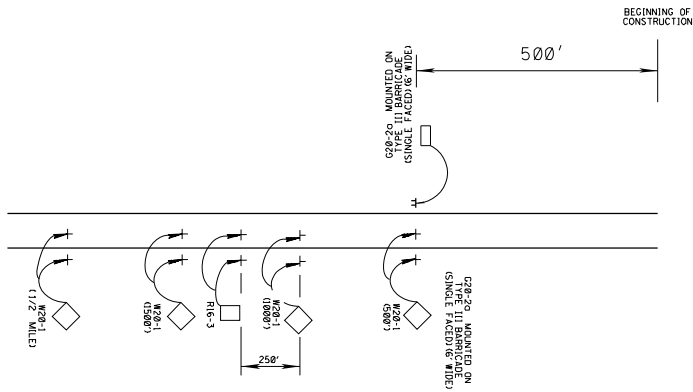 BEGINNING OF
CONSTRUCTION
500'
G20-2a MOUNTED ON
TYPE III BARRICADE
(SINGLE FACED)(6' WIDE)
W20-1
(1/2 MILE)
W20-1
(1500')
R16-3
W20-1
(1000')
W20-1
(500')
G20-2a MOUNTED ON
TYPE III BARRICADE
(SINGLE FACED)(6' WIDE)
250'